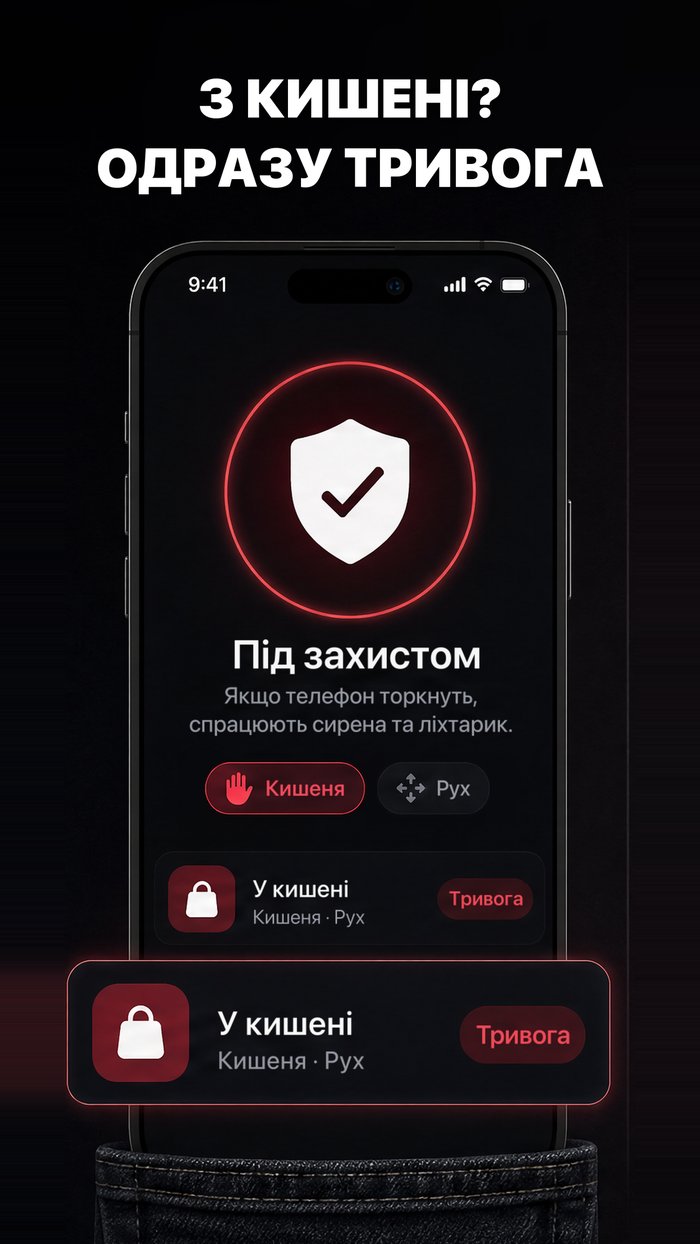 З КИШЕНІ?
ОДРАЗУ ТРИВОГА
9:41
Під захистом
Якщо телефон торкнуть,
спрацюють сирена та ліхтарик.
Кишеня
Рух
У кишені
Кишеня · Рух
Тривога
У кишені
Кишеня · Рух
Тривога